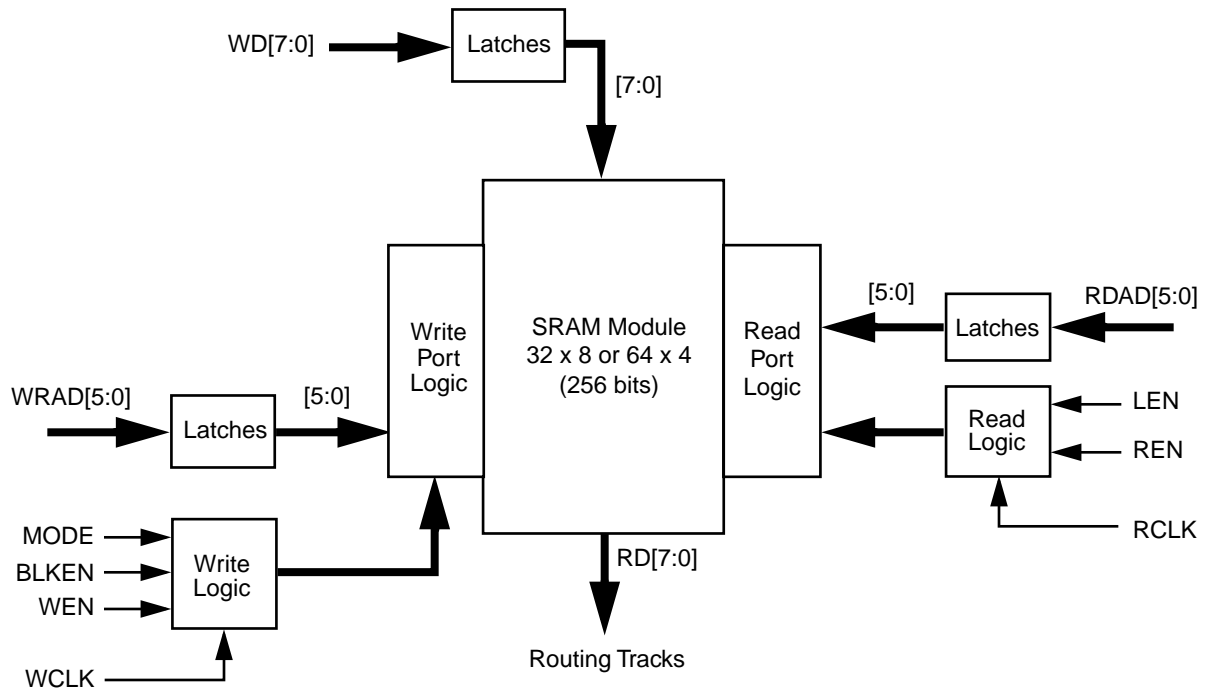 WD[7:0]
Latches
[7:0]
Write
Port
Logic
SRAM Module
32 x 8 or 64 x 4
(256 bits)
Read
Port
Logic
[5:0]
RDAD[5:0]
Latches
WRAD[5:0]
[5:0]
Latches
LEN
Read
Logic
REN
RCLK
MODE
BLKEN
WEN
Write
Logic
WCLK
RD[7:0]
Routing Tracks